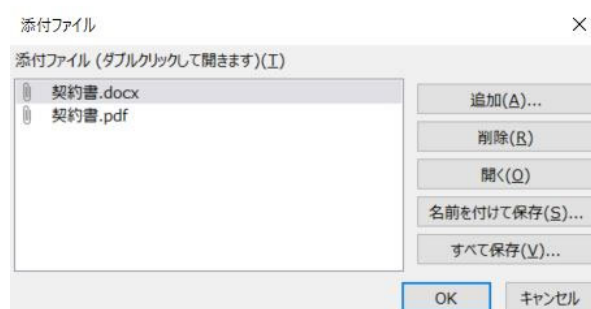 添付ファイル
添付ファイル (ダブルクリックして開きます)(T)
契約書.docx
契約書.pdf
追加(A)...
削除(R)
開く(O)
名前を付けて保存(S)...
すべて保存(V)...
OK
キャンセル